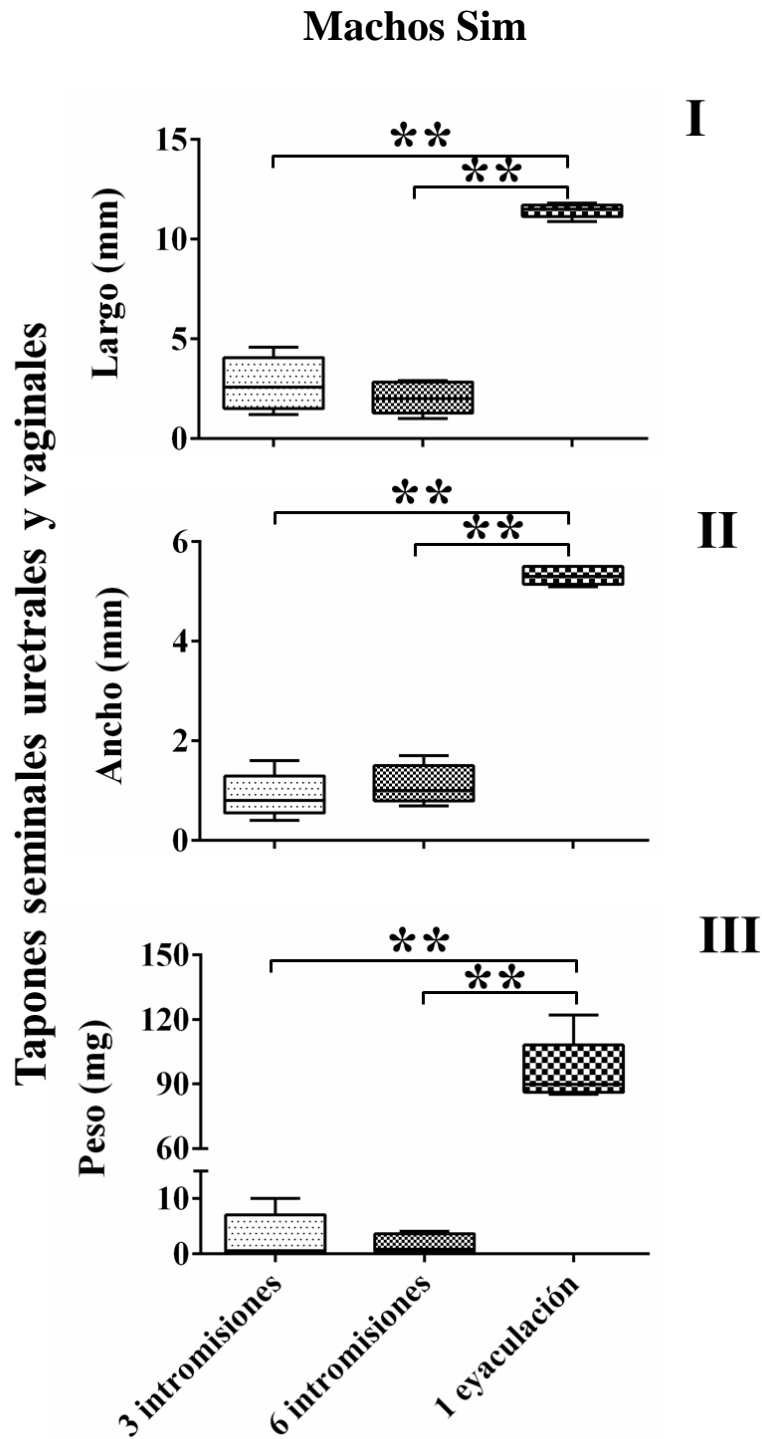 Machos Sim
Tapones seminales uretrales y vaginales
I
Largo (mm)
15
10
5
0
**
**
II
Ancho (mm)
6
4
2
0
**
**
III
Peso (mg)
150
120
90
60
10
0
**
**
3 intromisiones
6 intromisiones
1 eyaculación